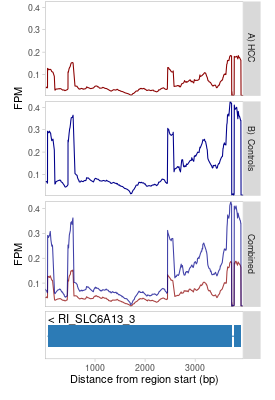 0.4
0.3
0.2
0.1
FPM
A) HCC
0.4
0.3
0.2
0.1
FPM
B) Controls
0.4
0.3
0.2
0.1
FPM
Combined
< RI_SLC6A13_3
1000 2000 3000
Distance from region start (bp)